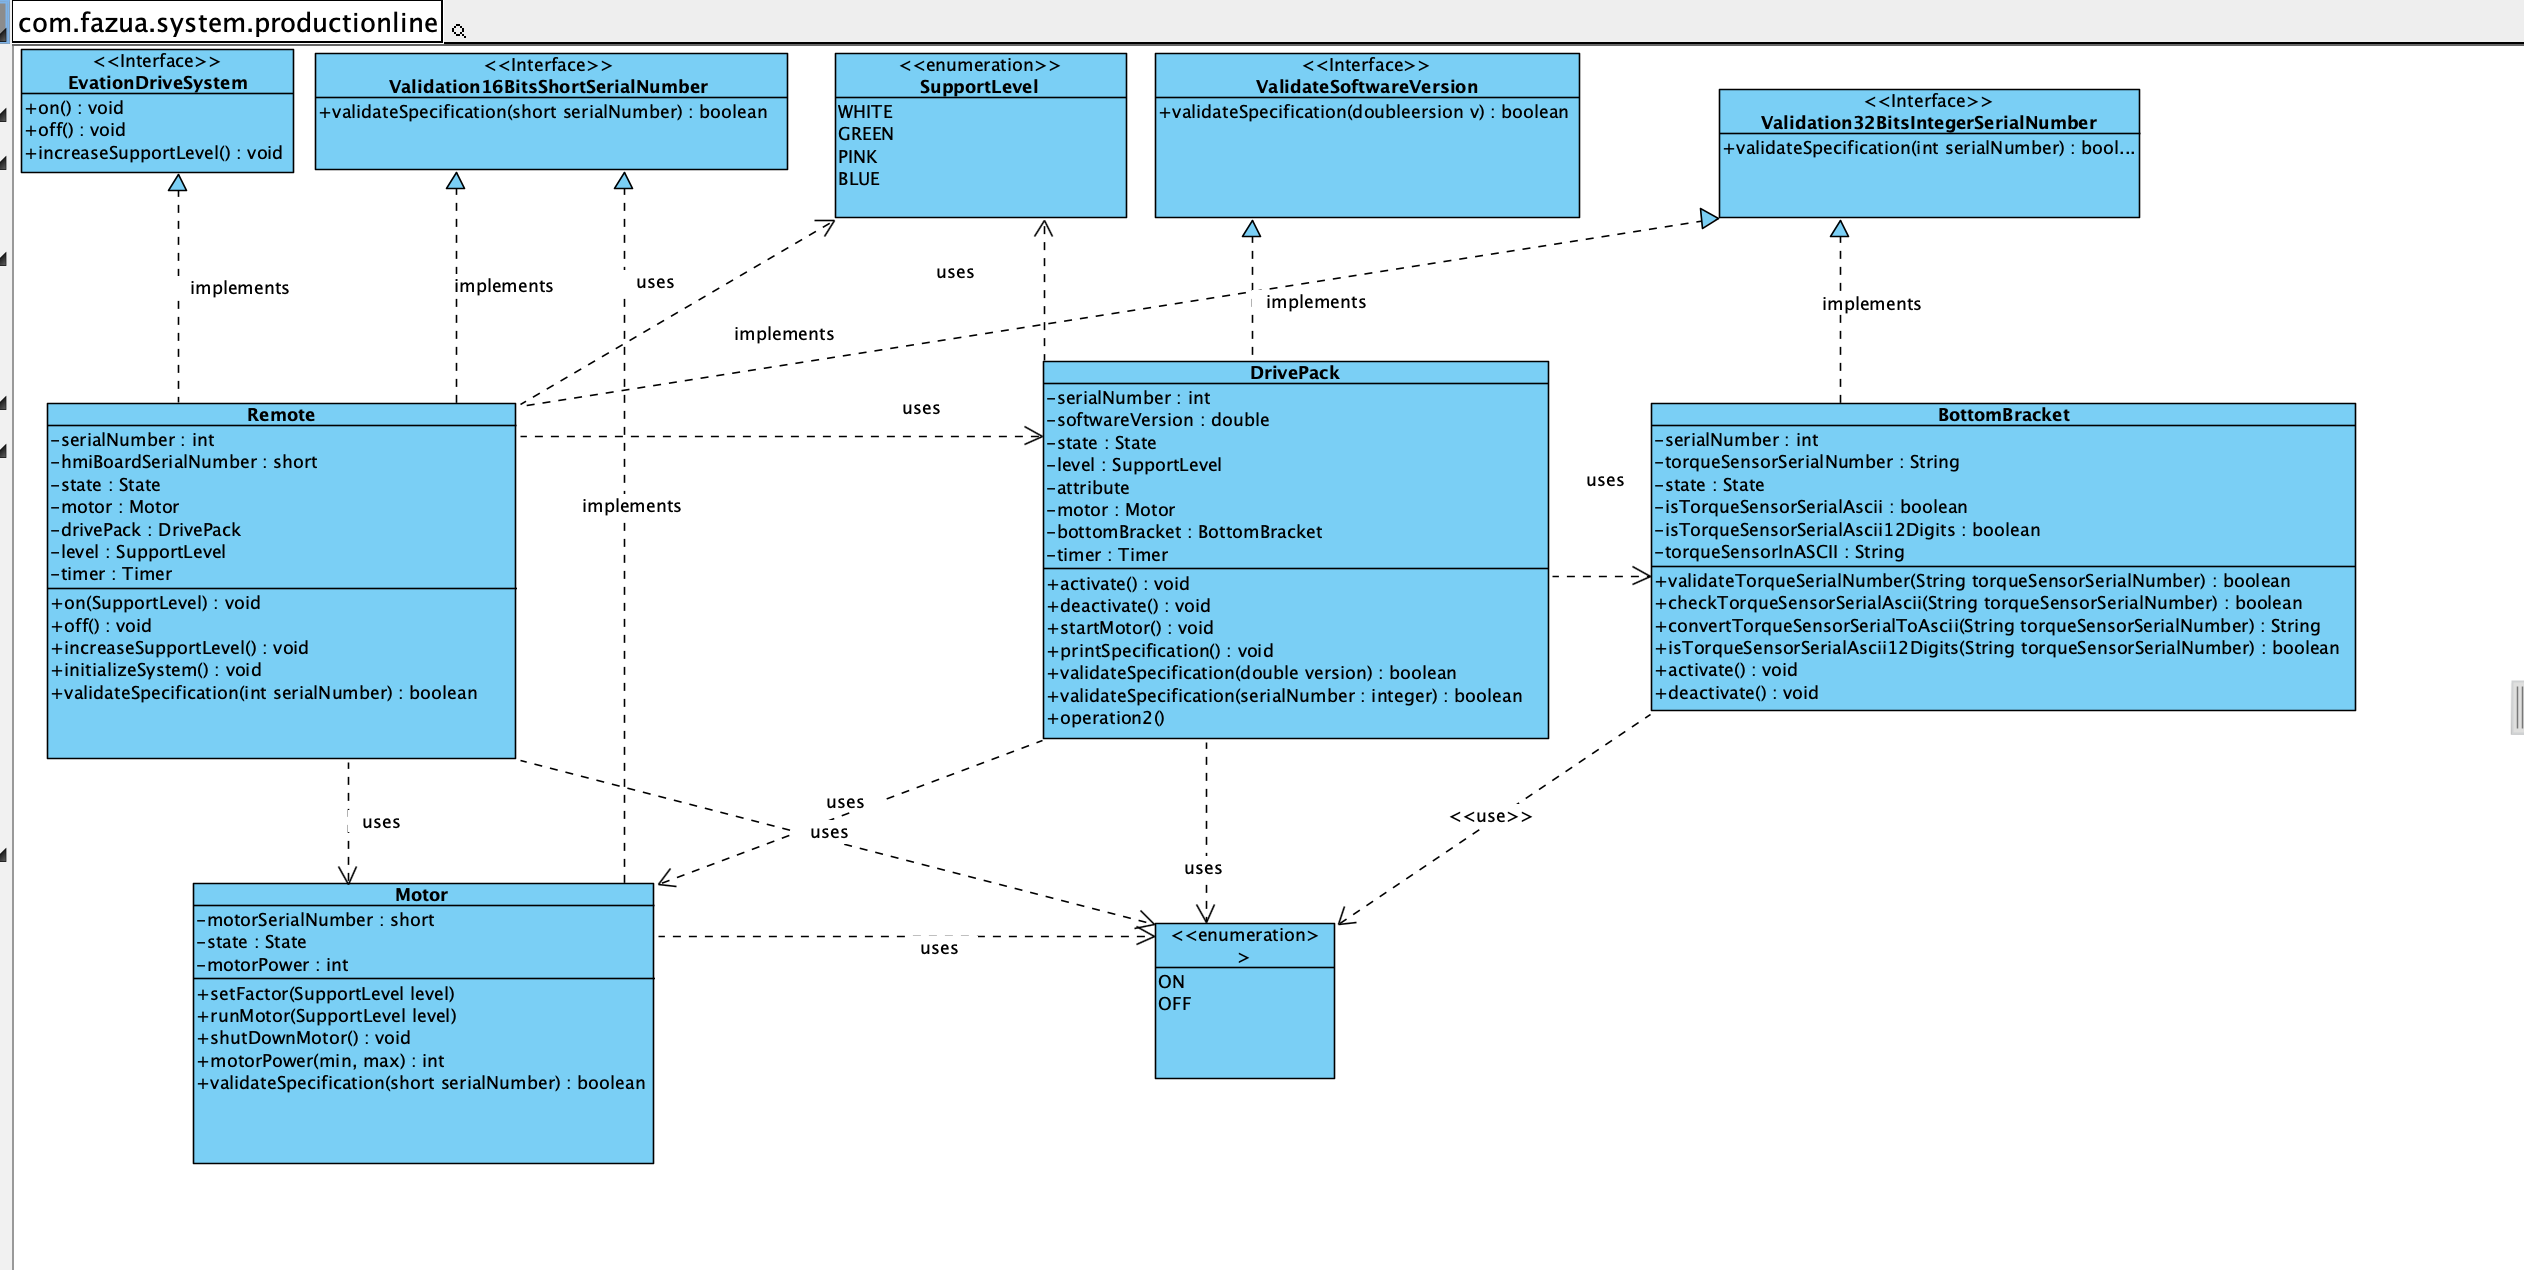 com.fazua.system.productionline
<<Interface>>
EvationDriveSystem
+on() : void
+off() : void
+increaseSupportLevel() : void
<<Interface>>
Validation16BitsShortSerialNumber
+validateSpecification(short serialNumber) : boolean
<<enumeration>>
SupportLevel
WHITE
GREEN
PINK
BLUE
<<Interface>>
ValidateSoftwareVersion
+validateSpecification(doubleersion v) : boolean
<<Interface>>
Validation32BitsIntegerSerialNumber
+validateSpecification(int serialNumber) : bool...
implements
implements
uses
uses
implements
implements
implements
uses
implements
uses
Remote
-serialNumber : int
-hmiBoardSerialNumber : short
-state : State
-motor : Motor
-drivePack : DrivePack
-level : SupportLevel
-timer : Timer
+on(SupportLevel) : void
+off() : void
+increaseSupportLevel() : void
+initializeSystem() : void
+validateSpecification(int serialNumber) : boolean
DrivePack
-serialNumber : int
-softwareVersion : double
-state : State
-level : SupportLevel
-attribute
-motor : Motor
-bottomBracket : BottomBracket
-timer : Timer
+activate() : void
+deactivate() : void
+startMotor() : void
+printSpecification() : void
+validateSpecification(double version) : boolean
+validateSpecification(serialNumber : integer) : boolean
+operation2()
BottomBracket
-serialNumber : int
-torqueSensorSerialNumber : String
-state : State
-isTorqueSensorSerialAscii : boolean
-isTorqueSensorSerialAscii12Digits : boolean
-torqueSensorInASCII : String
+validateTorqueSerialNumber(String torqueSensorSerialNumber) : boolean
+checkTorqueSensorSerialAscii(String torqueSensorSerialNumber) : boolean
+convertTorqueSensorSerialToAscii(String torqueSensorSerialNumber) : String
+isTorqueSensorSerialAscii12Digits(String torqueSensorSerialNumber) : boolean
+activate() : void
+deactivate() : void
uses
uses
uses
uses
<<use>>
uses
Motor
-motorSerialNumber : short
-state : State
-motorPower : int
+setFactor(SupportLevel level)
+runMotor(SupportLevel level)
+shutDownMotor() : void
+motorPower(min, max) : int
+validateSpecification(short serialNumber) : boolean
<<enumeration>
>
ON
OFF